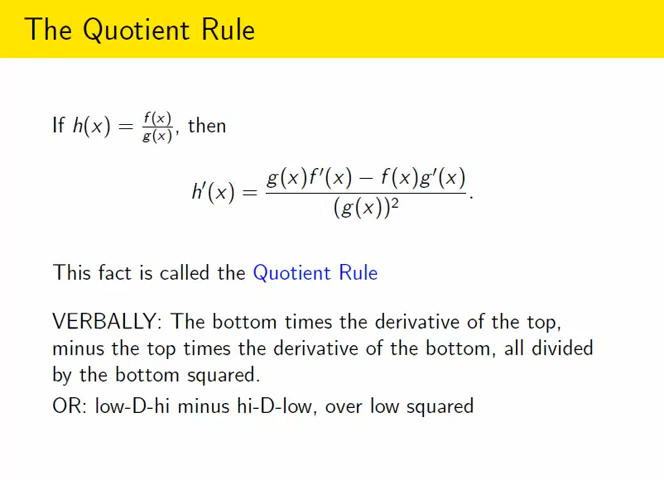 The Quotient Rule
If h(x) = f(x)/g(x), then
h′(x) = g(x)f′(x) − f(x)g′(x) / (g(x))².
This fact is called the Quotient Rule
VERBALLY: The bottom times the derivative of the top,
minus the top times the derivative of the bottom, all divided
by the bottom squared.
OR: low-D-hi minus hi-D-low, over low squared